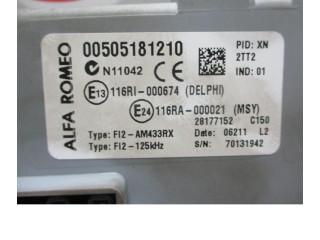 ALFA ROMEO
00505181210
PID: XN
2TT2
N11042 CE
IND: 01
E13 116RI-000674 (DELPHI)
E24 116RA-000021 (MSY)
28177152 C150
Type: FI2-AM433RX Date: 06211 L2
Type: FI2-125kHz S/N: 70131942